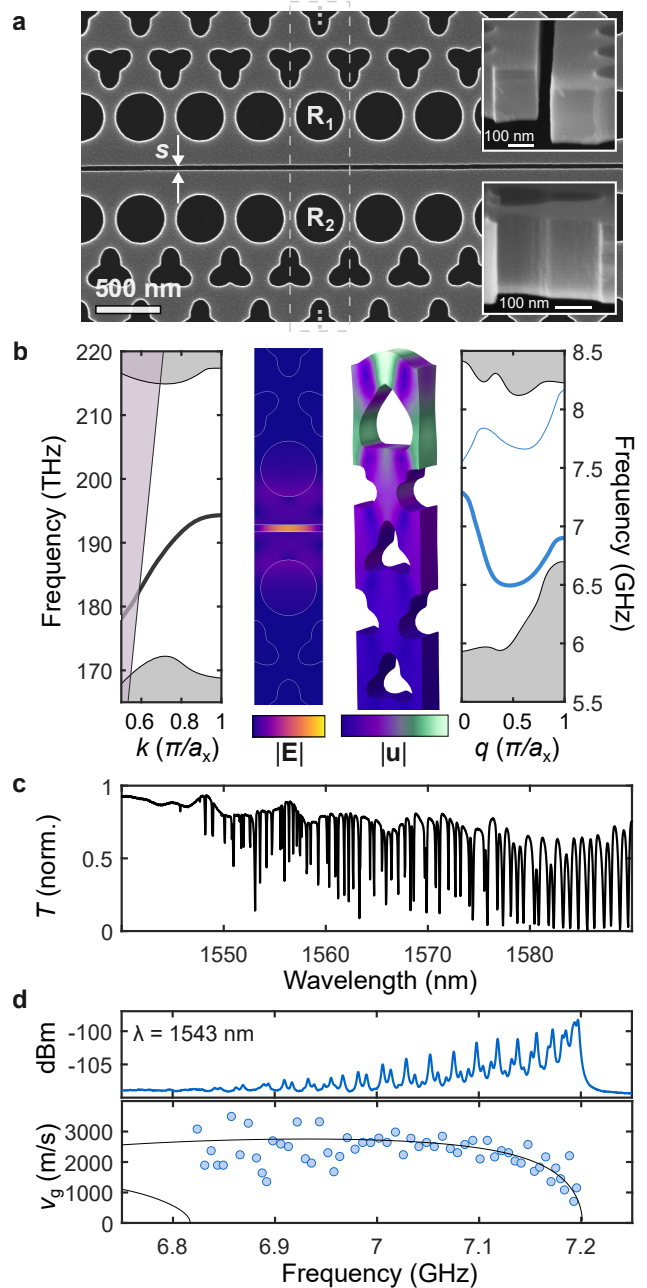 a
R₁
s
R₂
500 nm
100 nm
100 nm
b
220
210
200
190
180
170
Frequency (THz)
0.6 0.8 1
k (π/aₓ)
|E|
|u|
8.5
8
7.5
7
6.5
6
5.5
Frequency (GHz)
0 0.5 1
q (π/aₓ)
c
1
0.5
0
T (norm.)
1550 1560 1570 1580
Wavelength (nm)
d
λ = 1543 nm
-100
-105
dBm
3000
2000
1000
0
v_g (m/s)
6.8 6.9 7 7.1 7.2
Frequency (GHz)